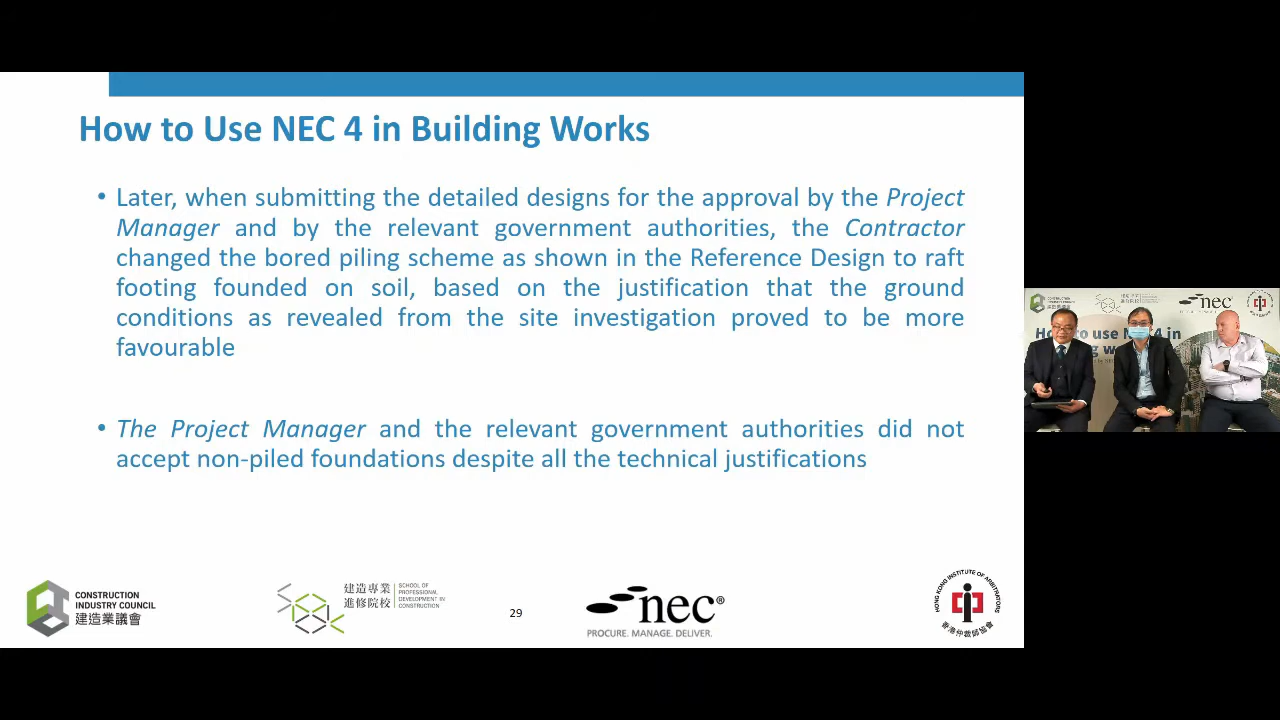 How to Use NEC 4 in Building Works
• Later, when submitting the detailed designs for the approval by the Project
Manager and by the relevant government authorities, the Contractor
changed the bored piling scheme as shown in the Reference Design to raft
footing founded on soil, based on the justification that the ground
conditions as revealed from the site investigation proved to be more
favourable
• The Project Manager and the relevant government authorities did not
accept non-piled foundations despite all the technical justifications
CONSTRUCTION
INDUSTRY COUNCIL
建造業議會
建造專業
進修院校
SCHOOL OF
PROFESSIONAL
DEVELOPMENT IN
CONSTRUCTION
29
nec®
PROCURE. MANAGE. DELIVER.
HONG KONG INSTITUTE OF ARBITRATORS
香港仲裁師協會
CONSTRUCTION
INDUSTRY COUNCIL
nec